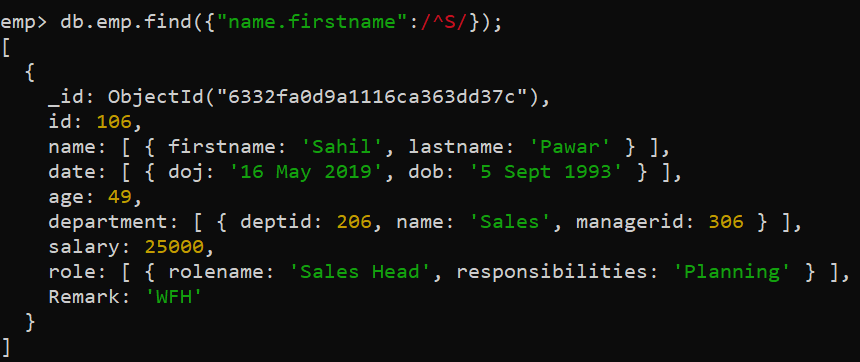 emp> db.emp.find({"name.firstname":/^S/});
[
  {
    _id: ObjectId("6332fa0d9a1116ca363dd37c"),
    id: 106,
    name: [ { firstname: 'Sahil', lastname: 'Pawar' } ],
    date: [ { doj: '16 May 2019', dob: '5 Sept 1993' } ],
    age: 49,
    department: [ { deptid: 206, name: 'Sales', managerid: 306 } ],
    salary: 25000,
    role: [ { rolename: 'Sales Head', responsibilities: 'Planning' } ],
    Remark: 'WFH'
  }
]